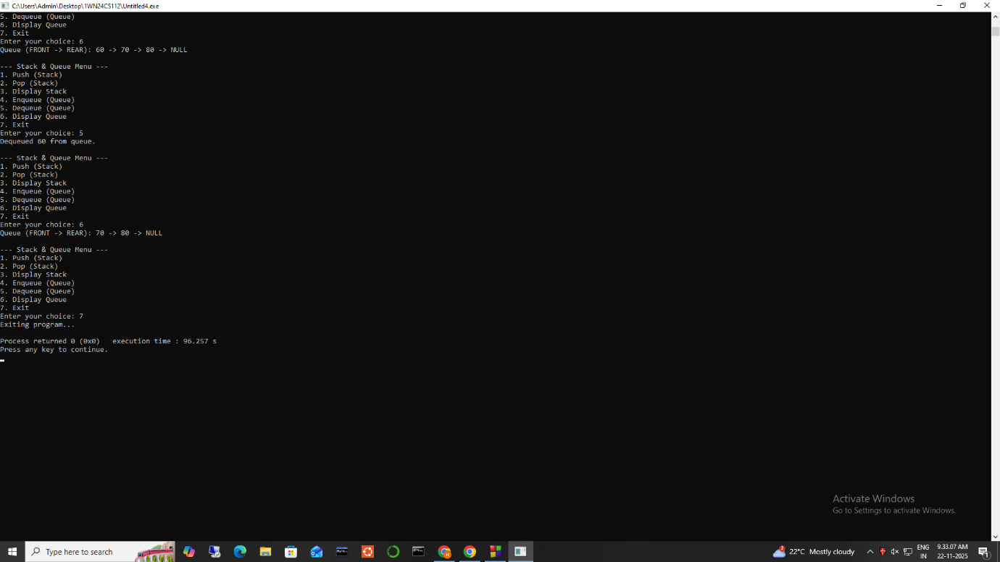 C:\Users\Admin\Desktop\1WN24CS112\Untitled4.exe
5. Dequeue (Queue)
6. Display Queue
7. Exit
Enter your choice: 6
Queue (FRONT -> REAR): 60 -> 70 -> 80 -> NULL
--- Stack & Queue Menu ---
1. Push (Stack)
2. Pop (Stack)
3. Display Stack
4. Enqueue (Queue)
5. Dequeue (Queue)
6. Display Queue
7. Exit
Enter your choice: 5
Dequeued 60 from queue.
--- Stack & Queue Menu ---
1. Push (Stack)
2. Pop (Stack)
3. Display Stack
4. Enqueue (Queue)
5. Dequeue (Queue)
6. Display Queue
7. Exit
Enter your choice: 6
Queue (FRONT -> REAR): 70 -> 80 -> NULL
--- Stack & Queue Menu ---
1. Push (Stack)
2. Pop (Stack)
3. Display Stack
4. Enqueue (Queue)
5. Dequeue (Queue)
6. Display Queue
7. Exit
Enter your choice: 7
Exiting program...
Process returned 0 (0x0)   execution time : 96.257 s
Press any key to continue.
Activate Windows
Go to Settings to activate Windows.
Type here to search
2
22°C Mostly cloudy
ENG
IN
9.33.07 AM
22-11-2025
1